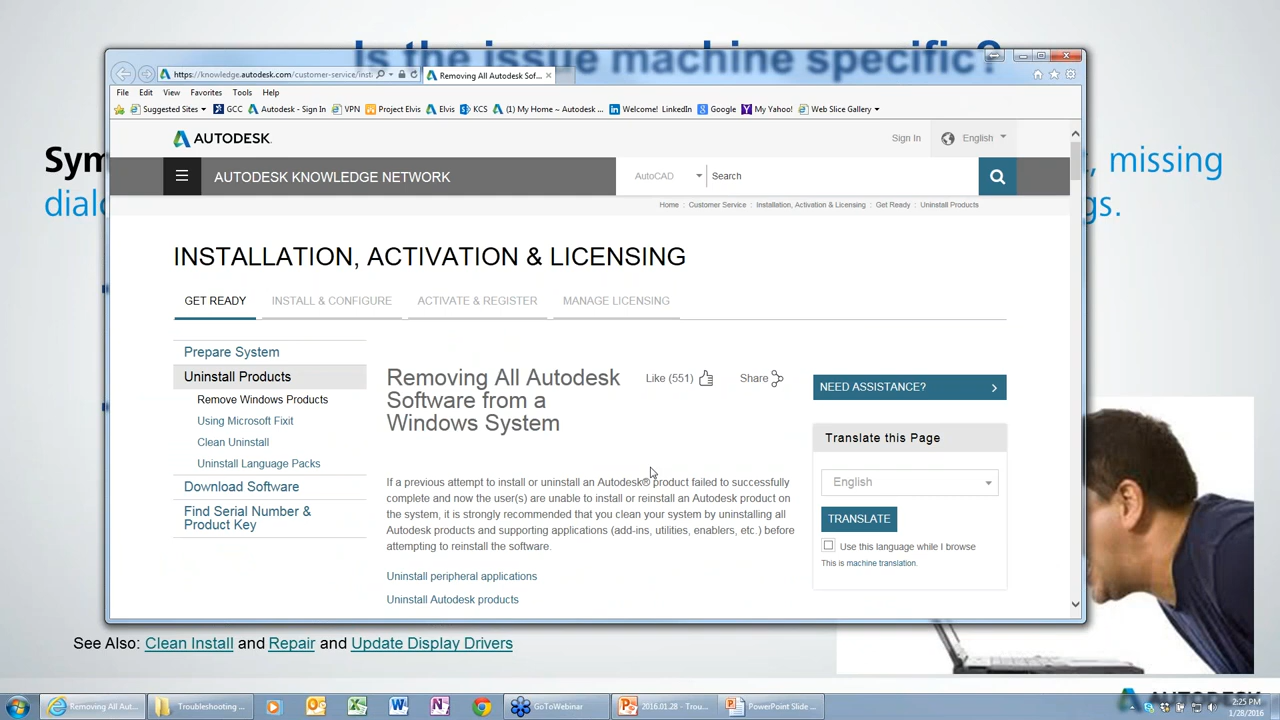 Is the issue machine specific?
https://knowledge.autodesk.com/customer-service/inst
Removing All Autodesk Sof...
File Edit View Favorites Tools Help
Suggested Sites GCC Autodesk - Sign In VPN Project Elvis Elvis KCS (1) My Home ~ Autodesk ... Welcome! LinkedIn Google My Yahoo! Web Slice Gallery
AUTODESK.
Sign In English
AUTODESK KNOWLEDGE NETWORK AutoCAD Search
Home : Customer Service : Installation, Activation & Licensing : Get Ready : Uninstall Products
Sym , missing
dialo gs.
INSTALLATION, ACTIVATION & LICENSING
GET READY INSTALL & CONFIGURE ACTIVATE & REGISTER MANAGE LICENSING
Prepare System
Uninstall Products
Remove Windows Products
Using Microsoft Fixit
Clean Uninstall
Uninstall Language Packs
Download Software
Find Serial Number &
Product Key
Removing All Autodesk
Software from a
Windows System
Like (551) Share
If a previous attempt to install or uninstall an Autodesk® product failed to successfully
complete and now the user(s) are unable to install or reinstall an Autodesk product on
the system, it is strongly recommended that you clean your system by uninstalling all
Autodesk products and supporting applications (add-ins, utilities, enablers, etc.) before
attempting to reinstall the software.
Uninstall peripheral applications
Uninstall Autodesk products
NEED ASSISTANCE?
Translate this Page
English
TRANSLATE
Use this language while I browse
This is machine translation.
See Also: Clean Install and Repair and Update Display Drivers
Removing All Aut... Troubleshooting ... GoToWebinar 2016.01.28 - Trou... PowerPoint Slide ...
2:25 PM
1/28/2016